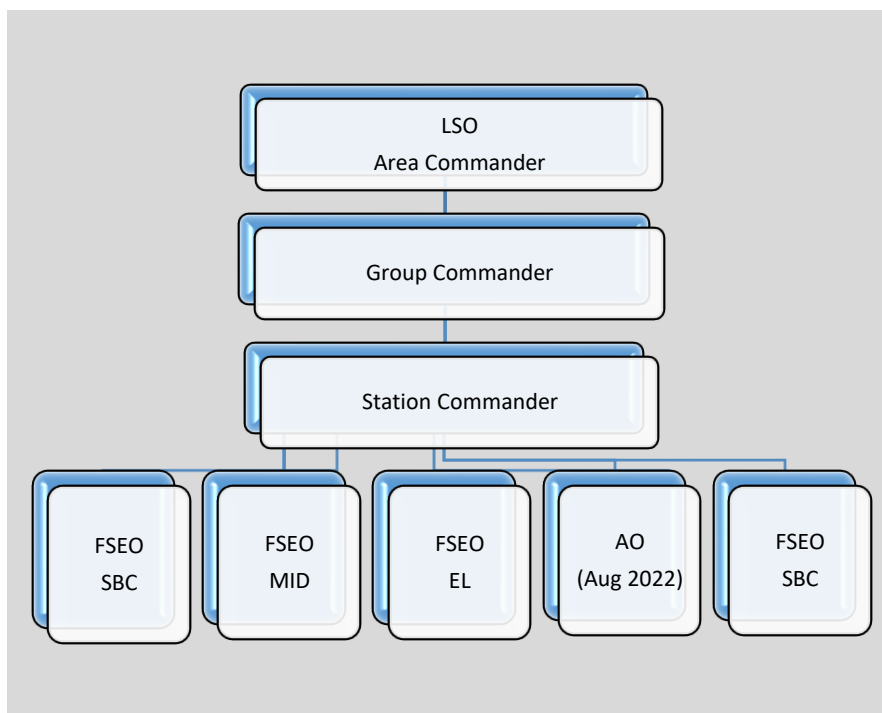 LSO
Area Commander
Group Commander
Station Commander
FSEO
SBC
FSEO
MID
FSEO
EL
AO
(Aug 2022)
FSEO
SBC